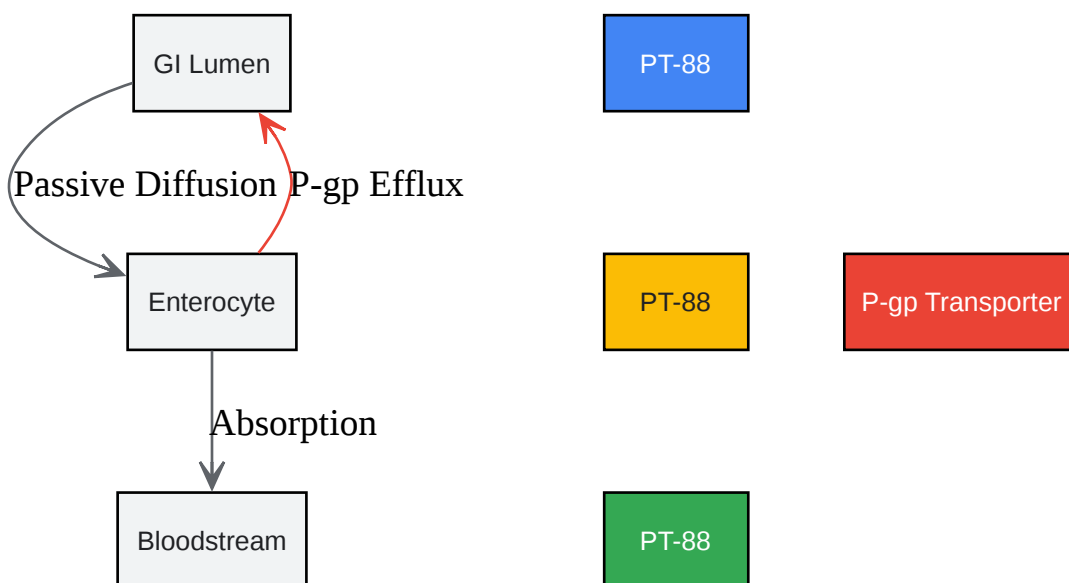 GI Lumen
PT-88
Passive Diffusion
P-gp Efflux
Enterocyte
PT-88
P-gp Transporter
Absorption
Bloodstream
PT-88